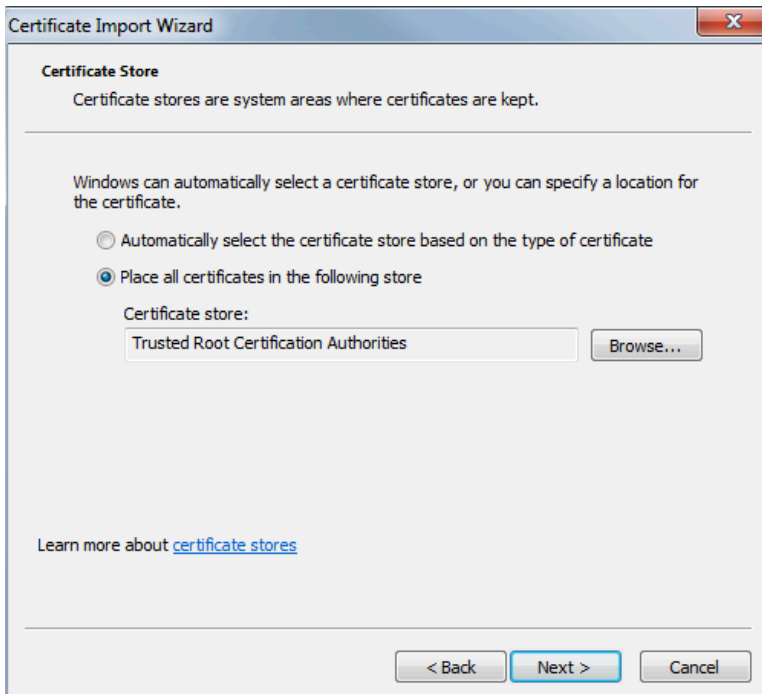 Certificate Import Wizard
Certificate Store
Certificate stores are system areas where certificates are kept.
Windows can automatically select a certificate store, or you can specify a location for
the certificate.
Automatically select the certificate store based on the type of certificate
Place all certificates in the following store
Certificate store:
Trusted Root Certification Authorities
Browse...
Learn more about certificate stores
< Back
Next >
Cancel